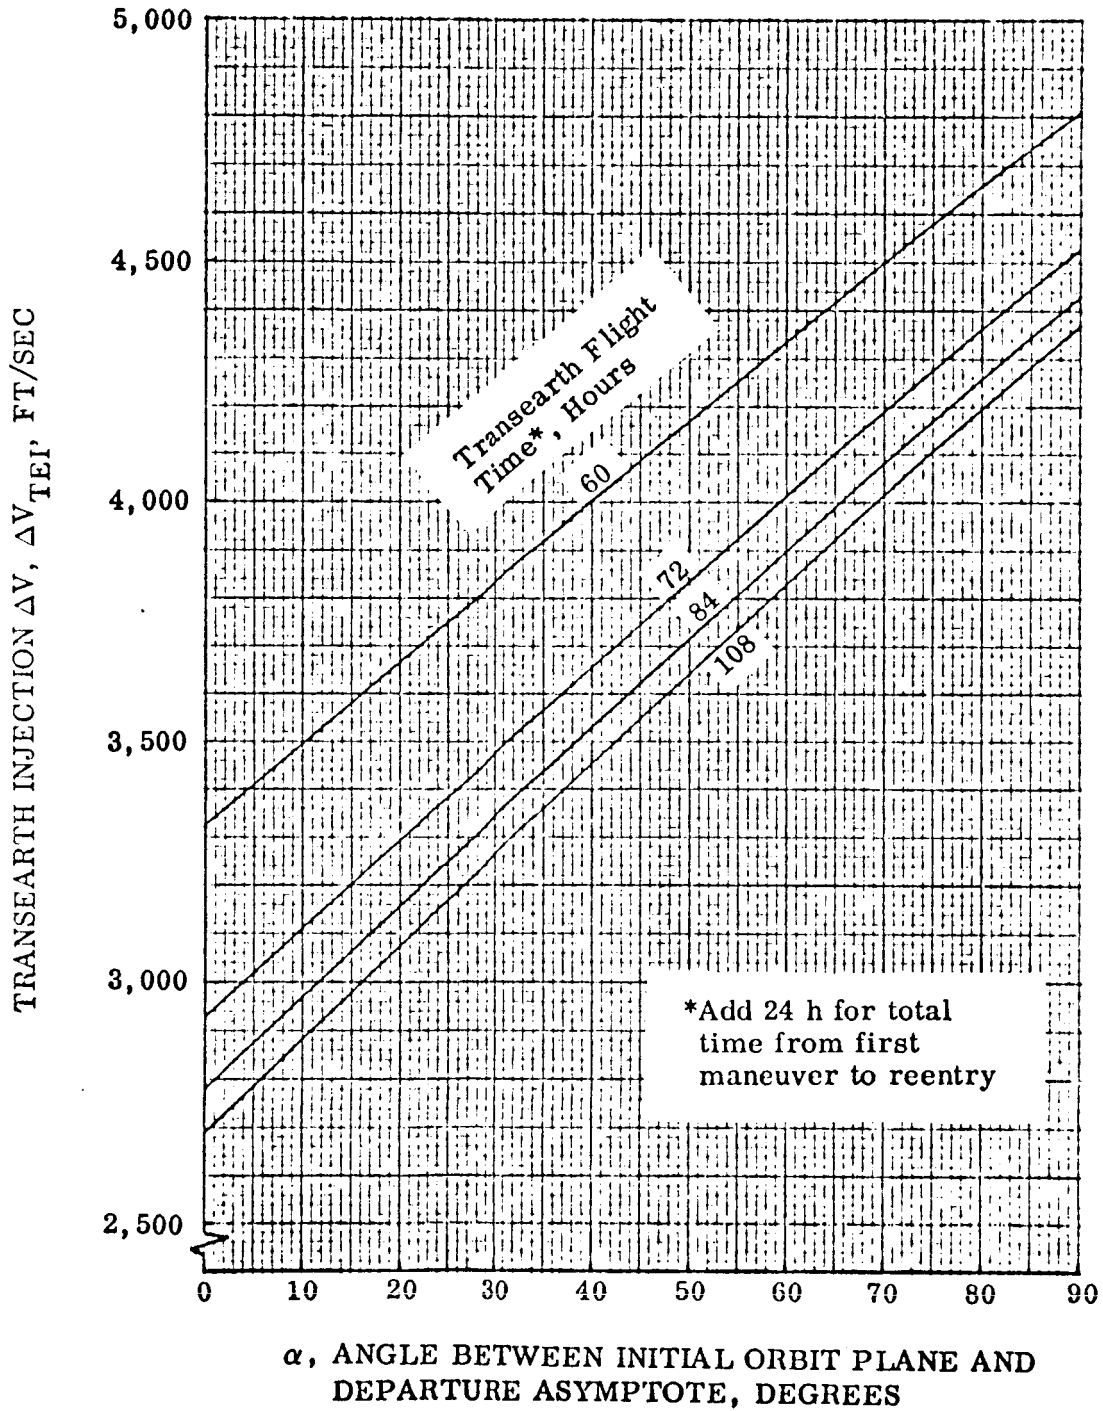 5,000
4,500
4,000
3,500
3,000
2,500
TRANSEARTH INJECTION ΔV, ΔV_TEI, FT/SEC
Transearth Flight
Time*, Hours
60
72
84
108
*Add 24 h for total
time from first
maneuver to reentry
0 10 20 30 40 50 60 70 80 90
α, ANGLE BETWEEN INITIAL ORBIT PLANE AND
DEPARTURE ASYMPTOTE, DEGREES